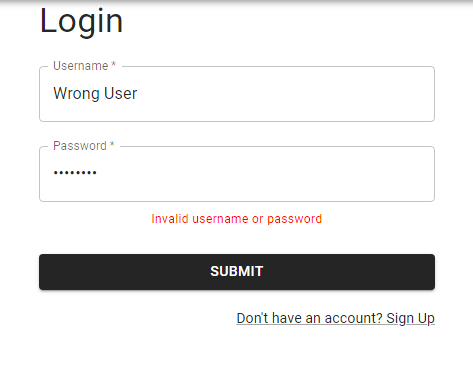 Login
Username *
Wrong User
Password *
••••••••
Invalid username or password
SUBMIT
Don't have an account? Sign Up